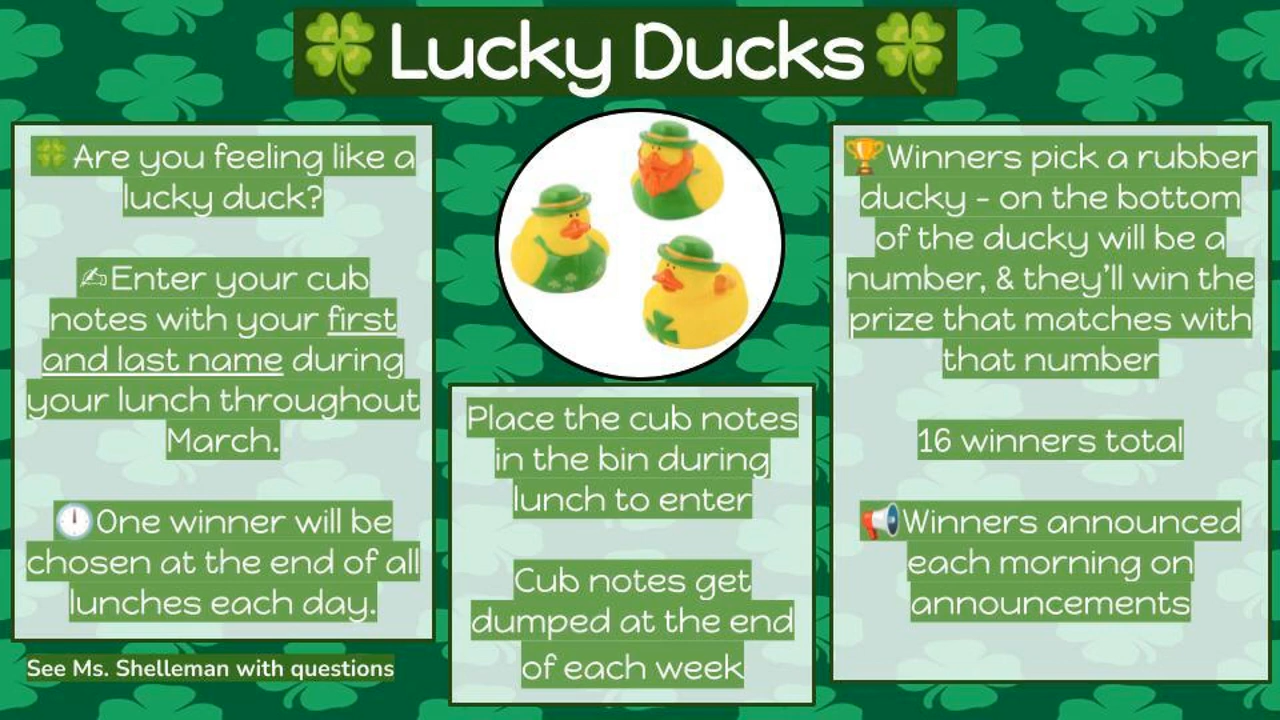 🍀Lucky Ducks🍀
🍀Are you feeling like a
lucky duck?
✍Enter your cub
notes with your first
and last name during
your lunch throughout
March.
🕛One winner will be
chosen at the end of all
lunches each day.
See Ms. Shelleman with questions
Place the cub notes
in the bin during
lunch to enter
Cub notes get
dumped at the end
of each week
🏆Winners pick a rubber
ducky - on the bottom
of the ducky will be a
number, & they'll win the
prize that matches with
that number
16 winners total
📢Winners announced
each morning on
announcements